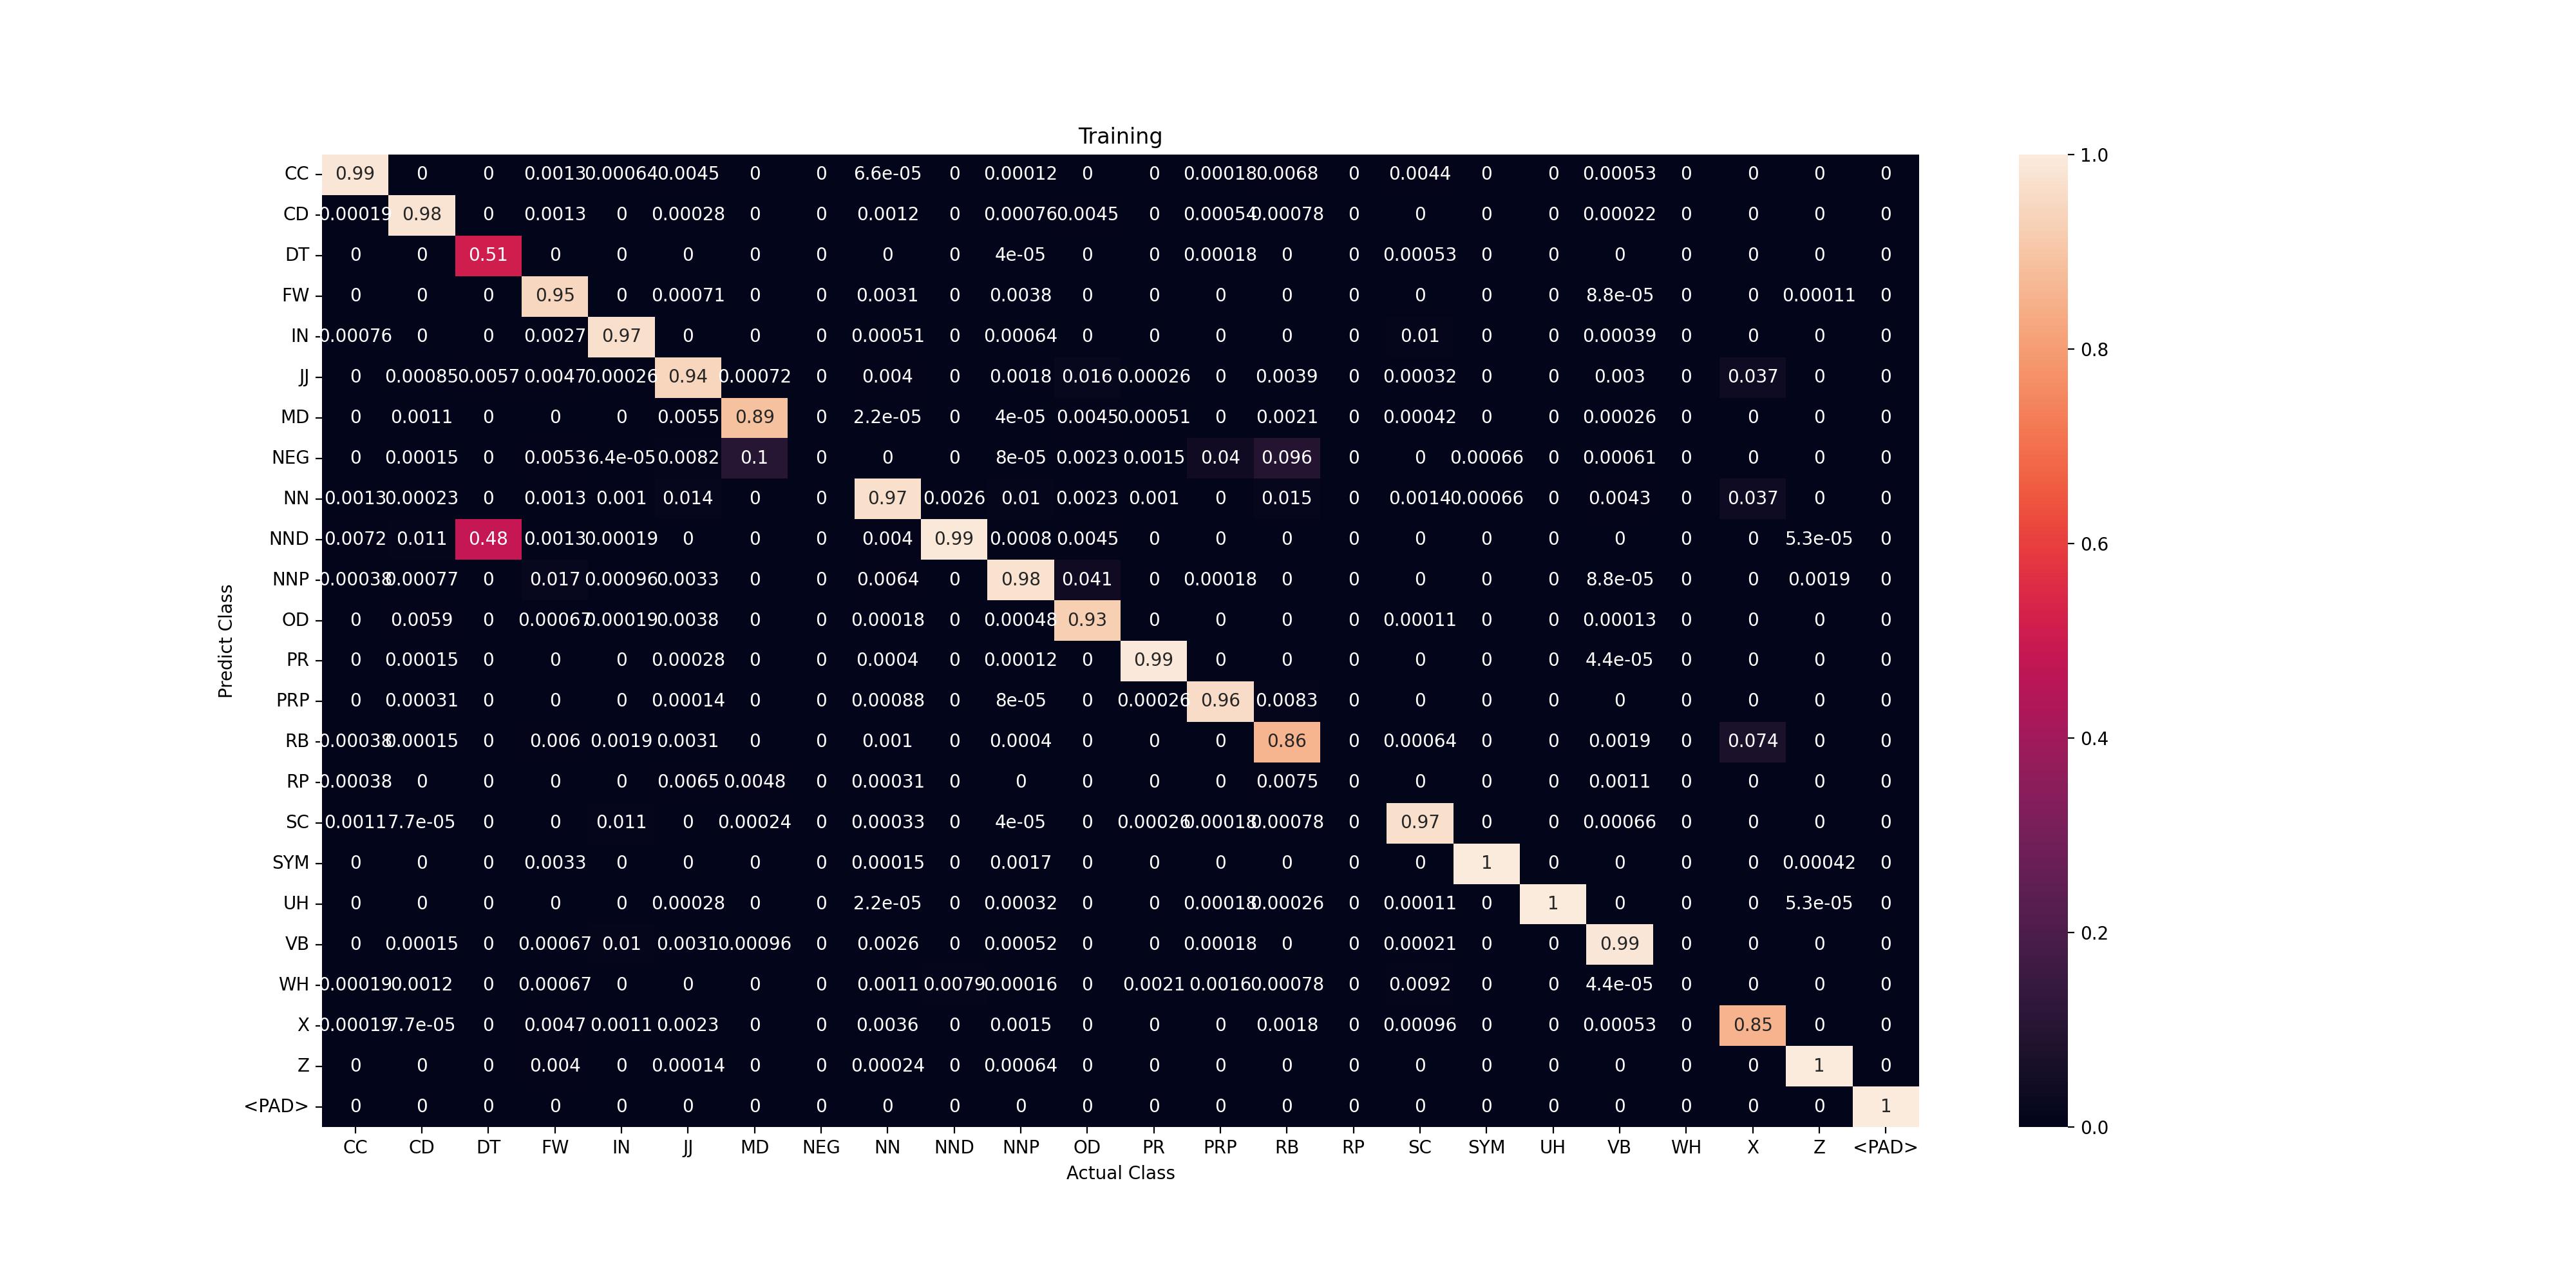 Training
CC 0.99 0 0 0.0013 0.00064 0.0045 0 0 6.6e-05 0 0.00012 0 0 0.00018 0.0068 0 0.0044 0 0 0.00053 0 0 0 0 1.0
CD 0.00019 0.98 0 0.0013 0 0.00028 0 0 0.0012 0 0.00076 0.0045 0 0.00054 0.00078 0 0 0 0 0.00022 0 0 0 0
DT 0 0 0.51 0 0 0 0 0 0 0 4e-05 0 0 0.00018 0 0 0.00053 0 0 0 0 0 0 0
FW 0 0 0 0.95 0 0.00071 0 0 0.0031 0 0.0038 0 0 0 0 0 0 0 0 8.8e-05 0 0 0.00011 0
IN 0.00076 0 0 0.0027 0.97 0 0 0 0.00051 0 0.00064 0 0 0 0 0 0.01 0 0 0.00039 0 0 0 0 0.8
JJ 0 0.00085 0.0057 0.0047 0.00026 0.94 0.00072 0 0.004 0 0.0018 0.016 0.00026 0 0.0039 0 0.00032 0 0 0.003 0 0.037 0 0
MD 0 0.0011 0 0 0 0.0055 0.89 0 2.2e-05 0 4e-05 0.0045 0.00051 0 0.0021 0 0.00042 0 0 0.00026 0 0 0 0
NEG 0 0.00015 0 0.0053 6.4e-05 0.0082 0.1 0 0 0 8e-05 0.0023 0.0015 0.04 0.096 0 0 0.00066 0 0.00061 0 0 0 0
NN 0.0013 0.00023 0 0.0013 0.001 0.014 0 0 0.97 0.0026 0.01 0.0023 0.001 0 0.015 0 0.0014 0.00066 0 0.0043 0 0.037 0 0
NND 0.0072 0.011 0.48 0.0013 0.00019 0 0 0 0.004 0.99 0.0008 0.0045 0 0 0 0 0 0 0 0 0 0 5.3e-05 0 0.6
NNP 0.00038 0.00077 0 0.017 0.00096 0.0033 0 0 0.0064 0 0.98 0.041 0 0.00018 0 0 0 0 0 8.8e-05 0 0 0.0019 0
OD 0 0.0059 0 0.00067 0.00019 0.0038 0 0 0.00018 0 0.00048 0.93 0 0 0 0 0.00011 0 0 0.00013 0 0 0 0
Predict Class
PR 0 0.00015 0 0 0 0.00028 0 0 0.0004 0 0.00012 0 0.99 0 0 0 0 0 0 4.4e-05 0 0 0 0
PRP 0 0.00031 0 0 0 0.00014 0 0 0.00088 0 8e-05 0 0.00026 0.96 0.0083 0 0 0 0 0 0 0 0 0
RB 0.00038 0.00015 0 0.006 0.0019 0.0031 0 0 0.001 0 0.0004 0 0 0 0.86 0 0.00064 0 0 0.0019 0 0.074 0 0 0.4
RP 0.00038 0 0 0 0 0.0065 0.0048 0 0.00031 0 0 0 0 0 0.0075 0 0 0 0 0.0011 0 0 0 0
SC 0.0011 7.7e-05 0 0 0.011 0 0.00024 0 0.00033 0 4e-05 0 0.00026 0.00018 0.00078 0 0.97 0 0 0.00066 0 0 0 0
SYM 0 0 0 0.0033 0 0 0 0 0.00015 0 0.0017 0 0 0 0 0 0 1 0 0 0 0 0.00042 0
UH 0 0 0 0 0 0.00028 0 0 2.2e-05 0 0.00032 0 0 0.00018 0.00026 0 0.00011 0 1 0 0 0 5.3e-05 0
VB 0 0.00015 0 0.00067 0.01 0.0031 0.00096 0 0.0026 0 0.00052 0 0 0.00018 0 0 0.00021 0 0 0.99 0 0 0 0 0.2
WH 0.00019 0.0012 0 0.00067 0 0 0 0 0.0011 0.0079 0.00016 0 0.0021 0.0016 0.00078 0 0.0092 0 0 4.4e-05 0 0 0 0
X 0.00019 7.7e-05 0 0.0047 0.0011 0.0023 0 0 0.0036 0 0.0015 0 0 0 0.0018 0 0.00096 0 0 0.00053 0 0.85 0 0
Z 0 0 0 0.004 0 0.00014 0 0 0.00024 0 0.00064 0 0 0 0 0 0 0 0 0 0 0 1 0
<PAD> 0 0 0 0 0 0 0 0 0 0 0 0 0 0 0 0 0 0 0 0 0 0 0 1 0.0
CC CD DT FW IN JJ MD NEG NN NND NNP OD PR PRP RB RP SC SYM UH VB WH X Z <PAD>
Actual Class